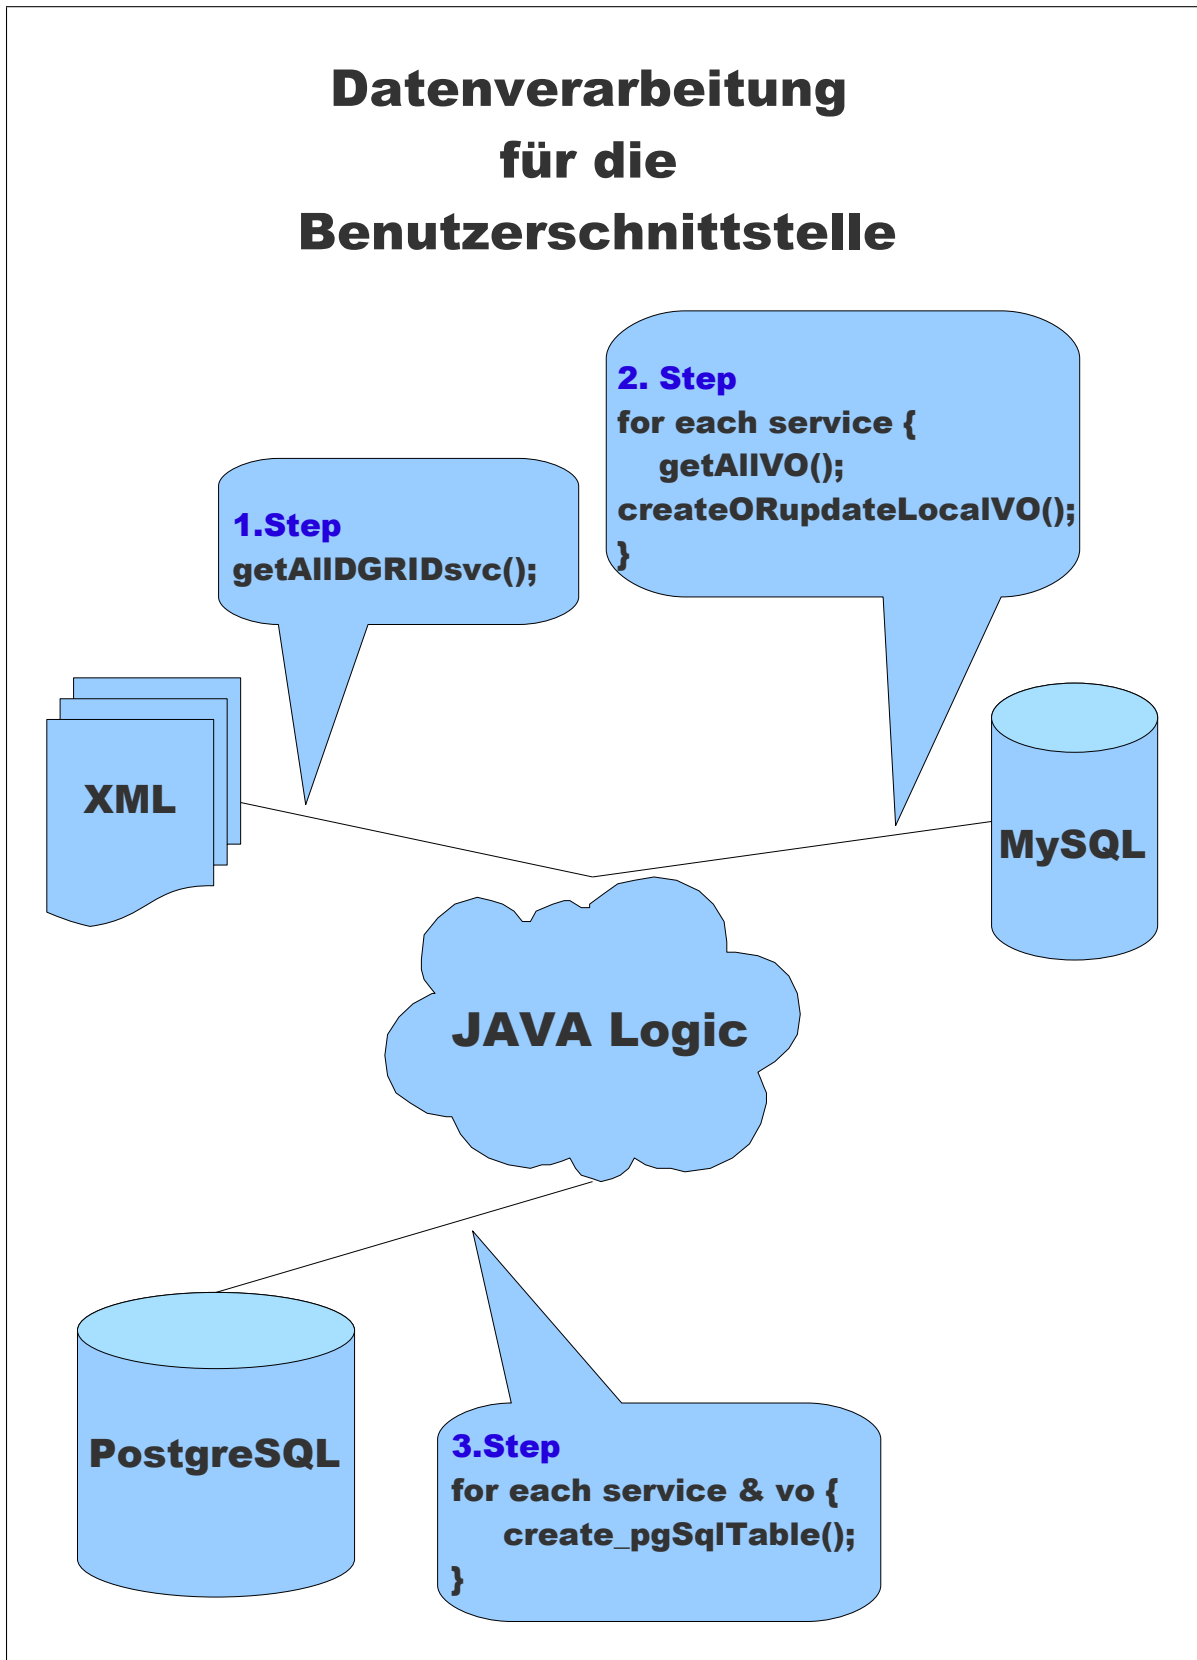 Datenverarbeitung
für die
Benutzerschnittstelle
2. Step
for each service {
getAllVO();
createORupdateLocalVO();
}
1.Step
getAllDGRIDsvc();
XML
MySQL
JAVA Logic
PostgreSQL
3.Step
for each service & vo {
create_pgSqlTable();
}